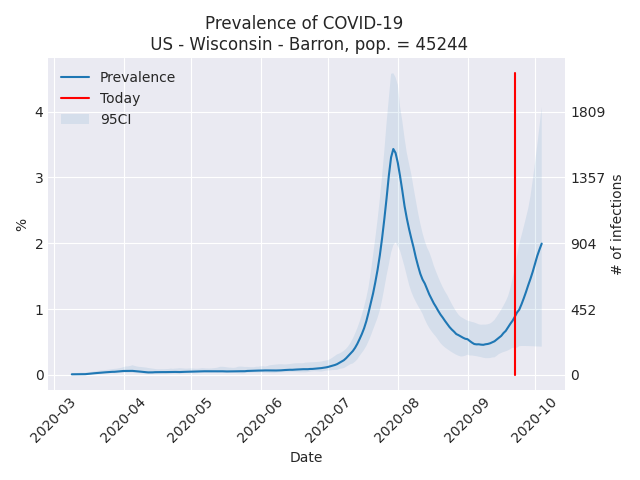 Prevalence of COVID-19
US - Wisconsin - Barron, pop. = 45244
Prevalence
Today
95CI
%
4
3
2
1
0
1809
1357
904
452
0
# of infections
2020-03
2020-04
2020-05
2020-06
2020-07
2020-08
2020-09
2020-10
Date